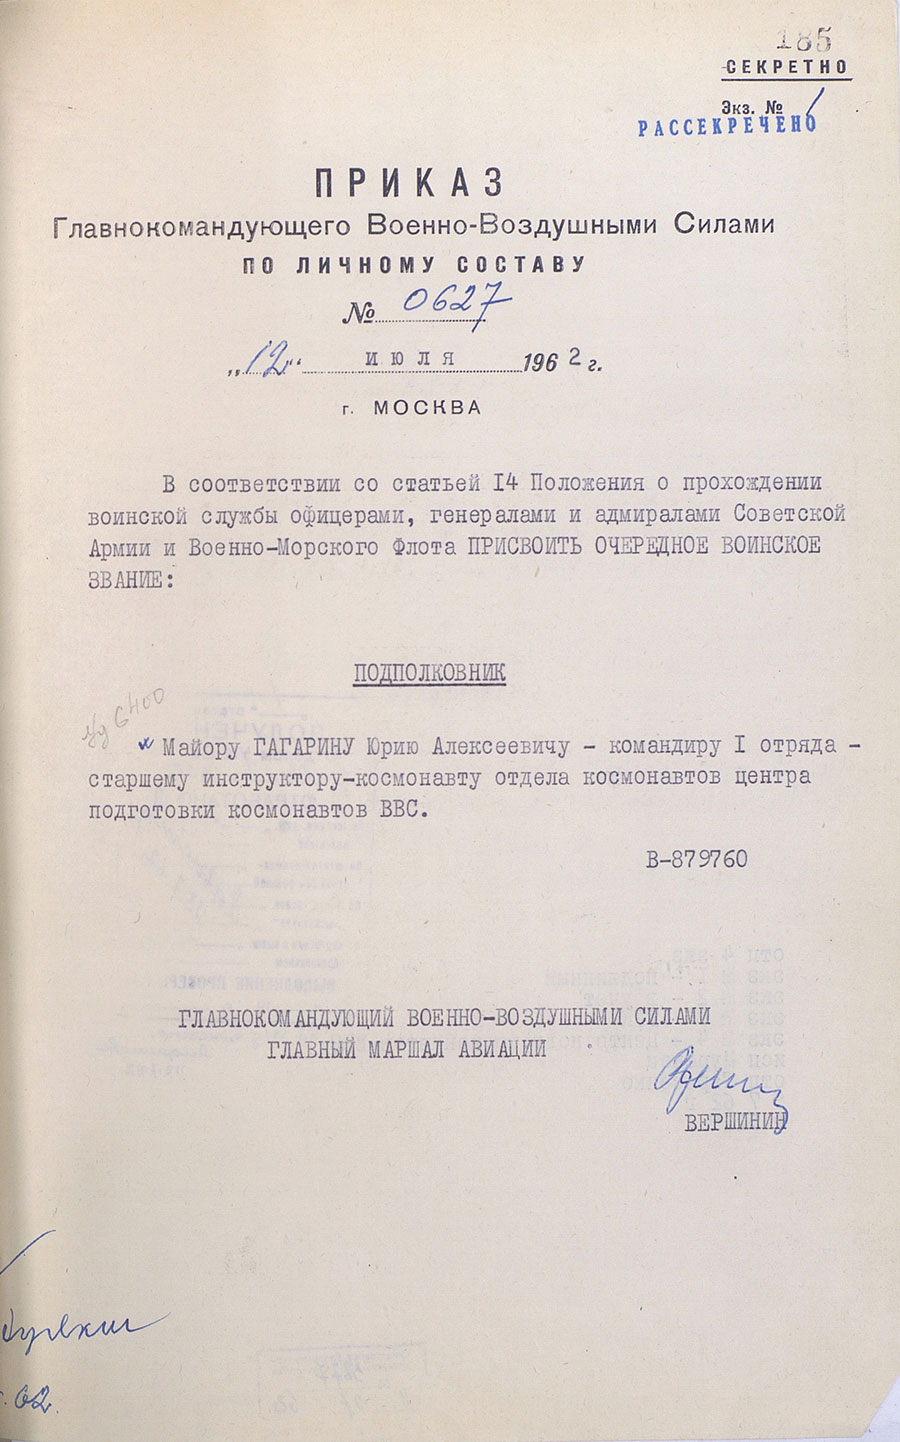 185
СЕКРЕТНО
Экз. № 1
РАССЕКРЕЧЕНО
ПРИКАЗ
Главнокомандующего Военно-Воздушными Силами
ПО ЛИЧНОМУ СОСТАВУ
№ 0627
„12“ июля 1962 г.
г. МОСКВА
В соответствии со статьей 14 Положения о прохождении
воинской службы офицерами, генералами и адмиралами Советской
Армии и Военно-Морского Флота ПРИСВОИТЬ ОЧЕРЕДНОЕ ВОИНСКОЕ
ЗВАНИЕ:
ПОДПОЛКОВНИК
Майору ГАГАРИНУ Юрию Алексеевичу - командиру I отряда -
старшему инструктору-космонавту отдела космонавтов центра
подготовки космонавтов ВВС.
В-879760
ГЛАВНОКОМАНДУЮЩИЙ ВОЕННО-ВОЗДУШНЫМИ СИЛАМИ
ГЛАВНЫЙ МАРШАЛ АВИАЦИИ
ВЕРШИНИН
62.